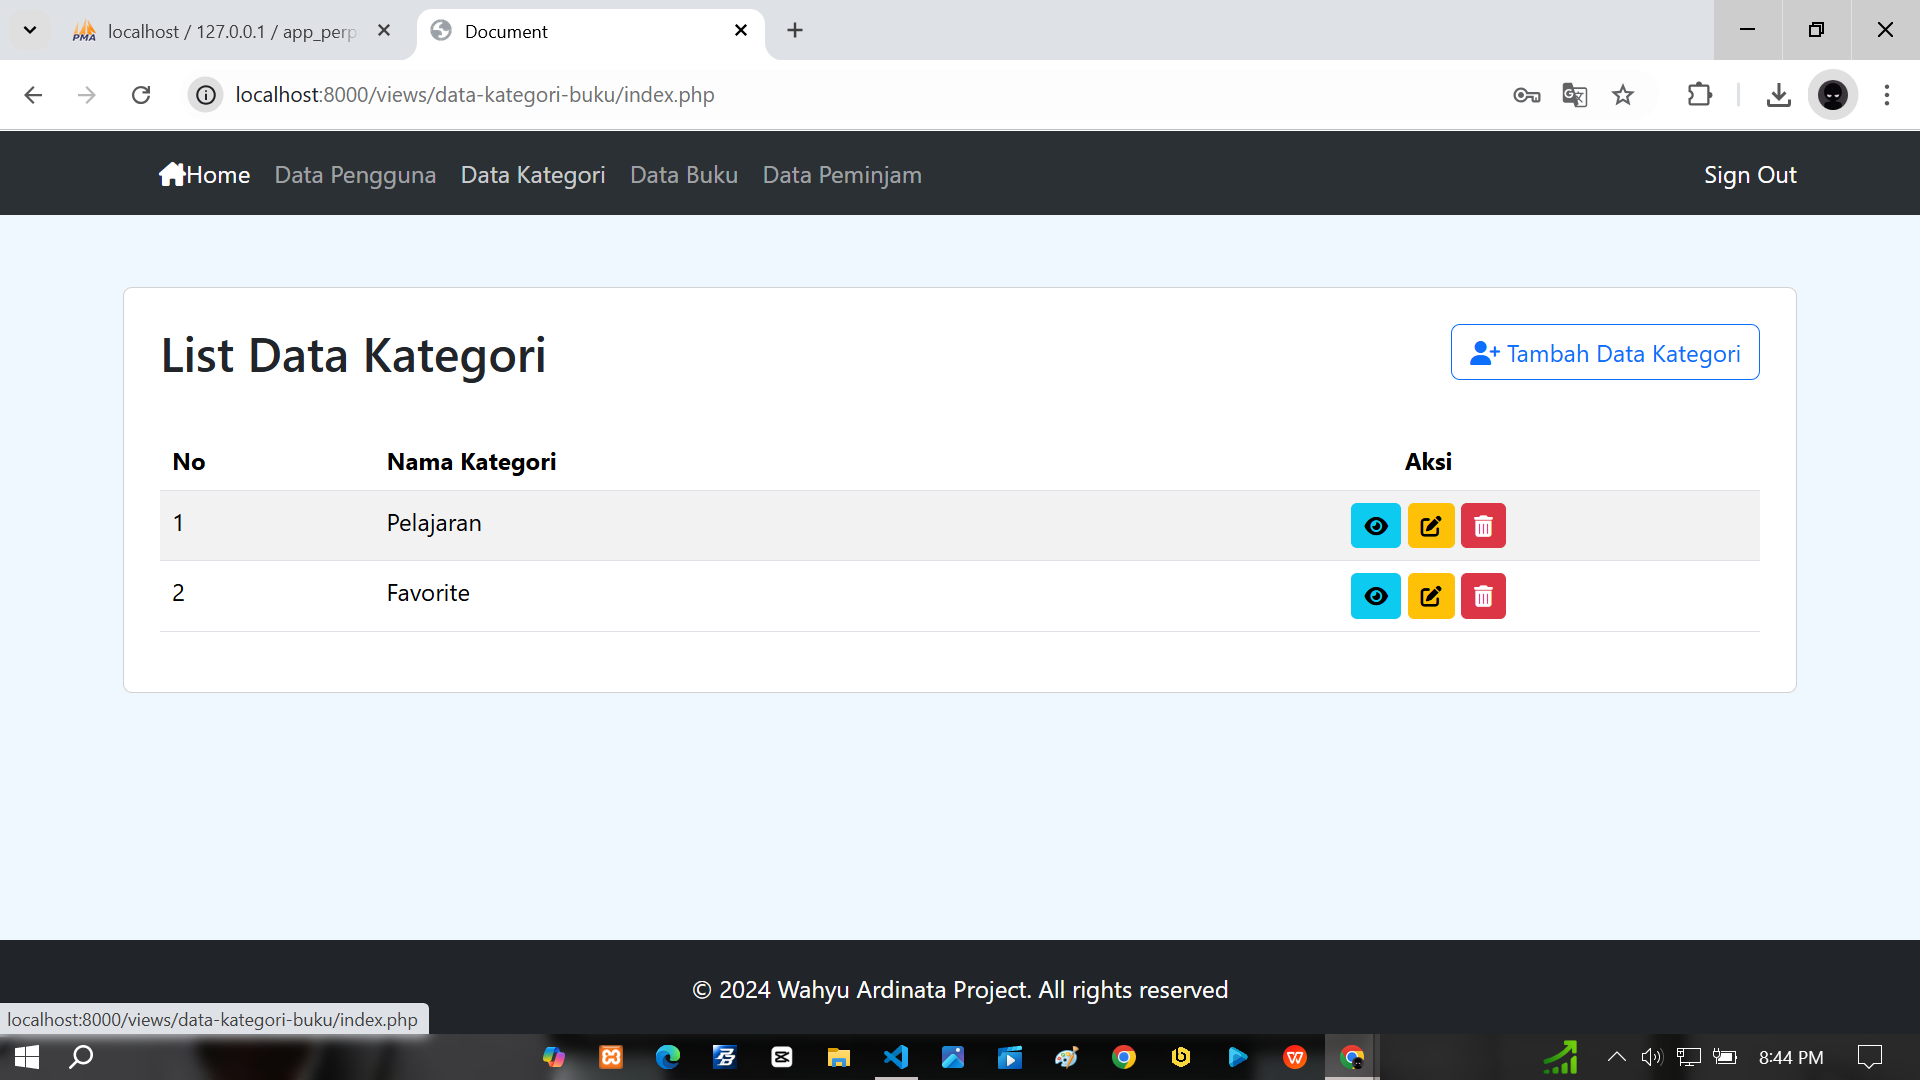 localhost / 127.0.0.1 / app_perp
Document
localhost:8000/views/data-kategori-buku/index.php
Home Data Pengguna Data Kategori Data Buku Data Peminjam Sign Out
List Data Kategori
Tambah Data Kategori
No Nama Kategori Aksi
1 Pelajaran
2 Favorite
© 2024 Wahyu Ardinata Project. All rights reserved
localhost:8000/views/data-kategori-buku/index.php
8:44 PM